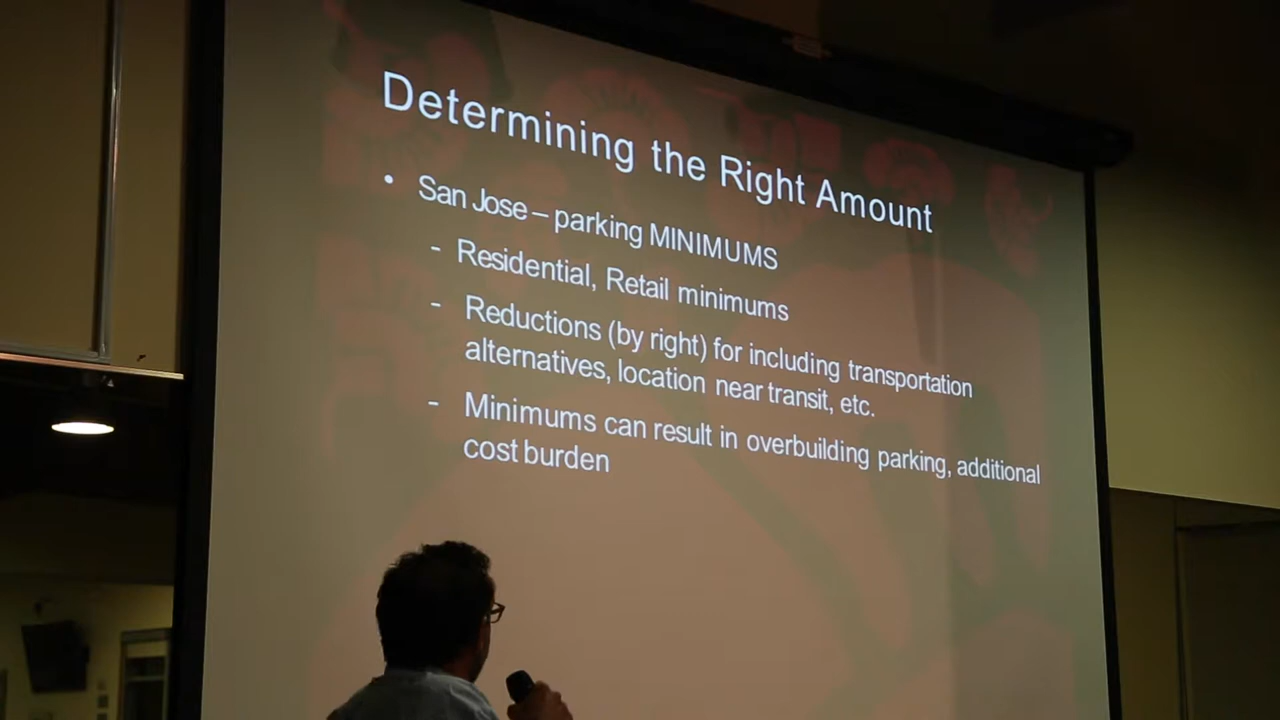 Determining the Right Amount
• San Jose – parking MINIMUMS
- Residential, Retail minimums
- Reductions (by right) for including transportation
alternatives, location near transit, etc.
- Minimums can result in overbuilding parking, additional
cost burden